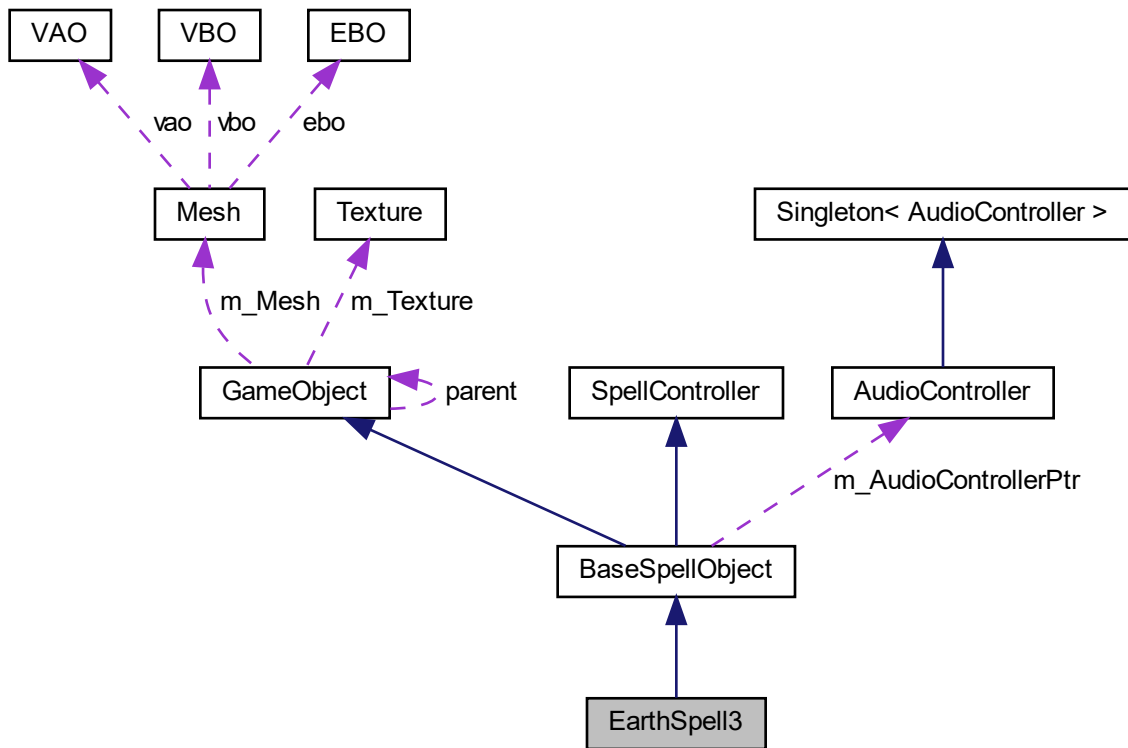 VAO
VBO
EBO
vao
vbo
ebo
Mesh
Texture
Singleton< AudioController >
m_Mesh
m_Texture
GameObject
parent
SpellController
AudioController
m_AudioControllerPtr
BaseSpellObject
EarthSpell3